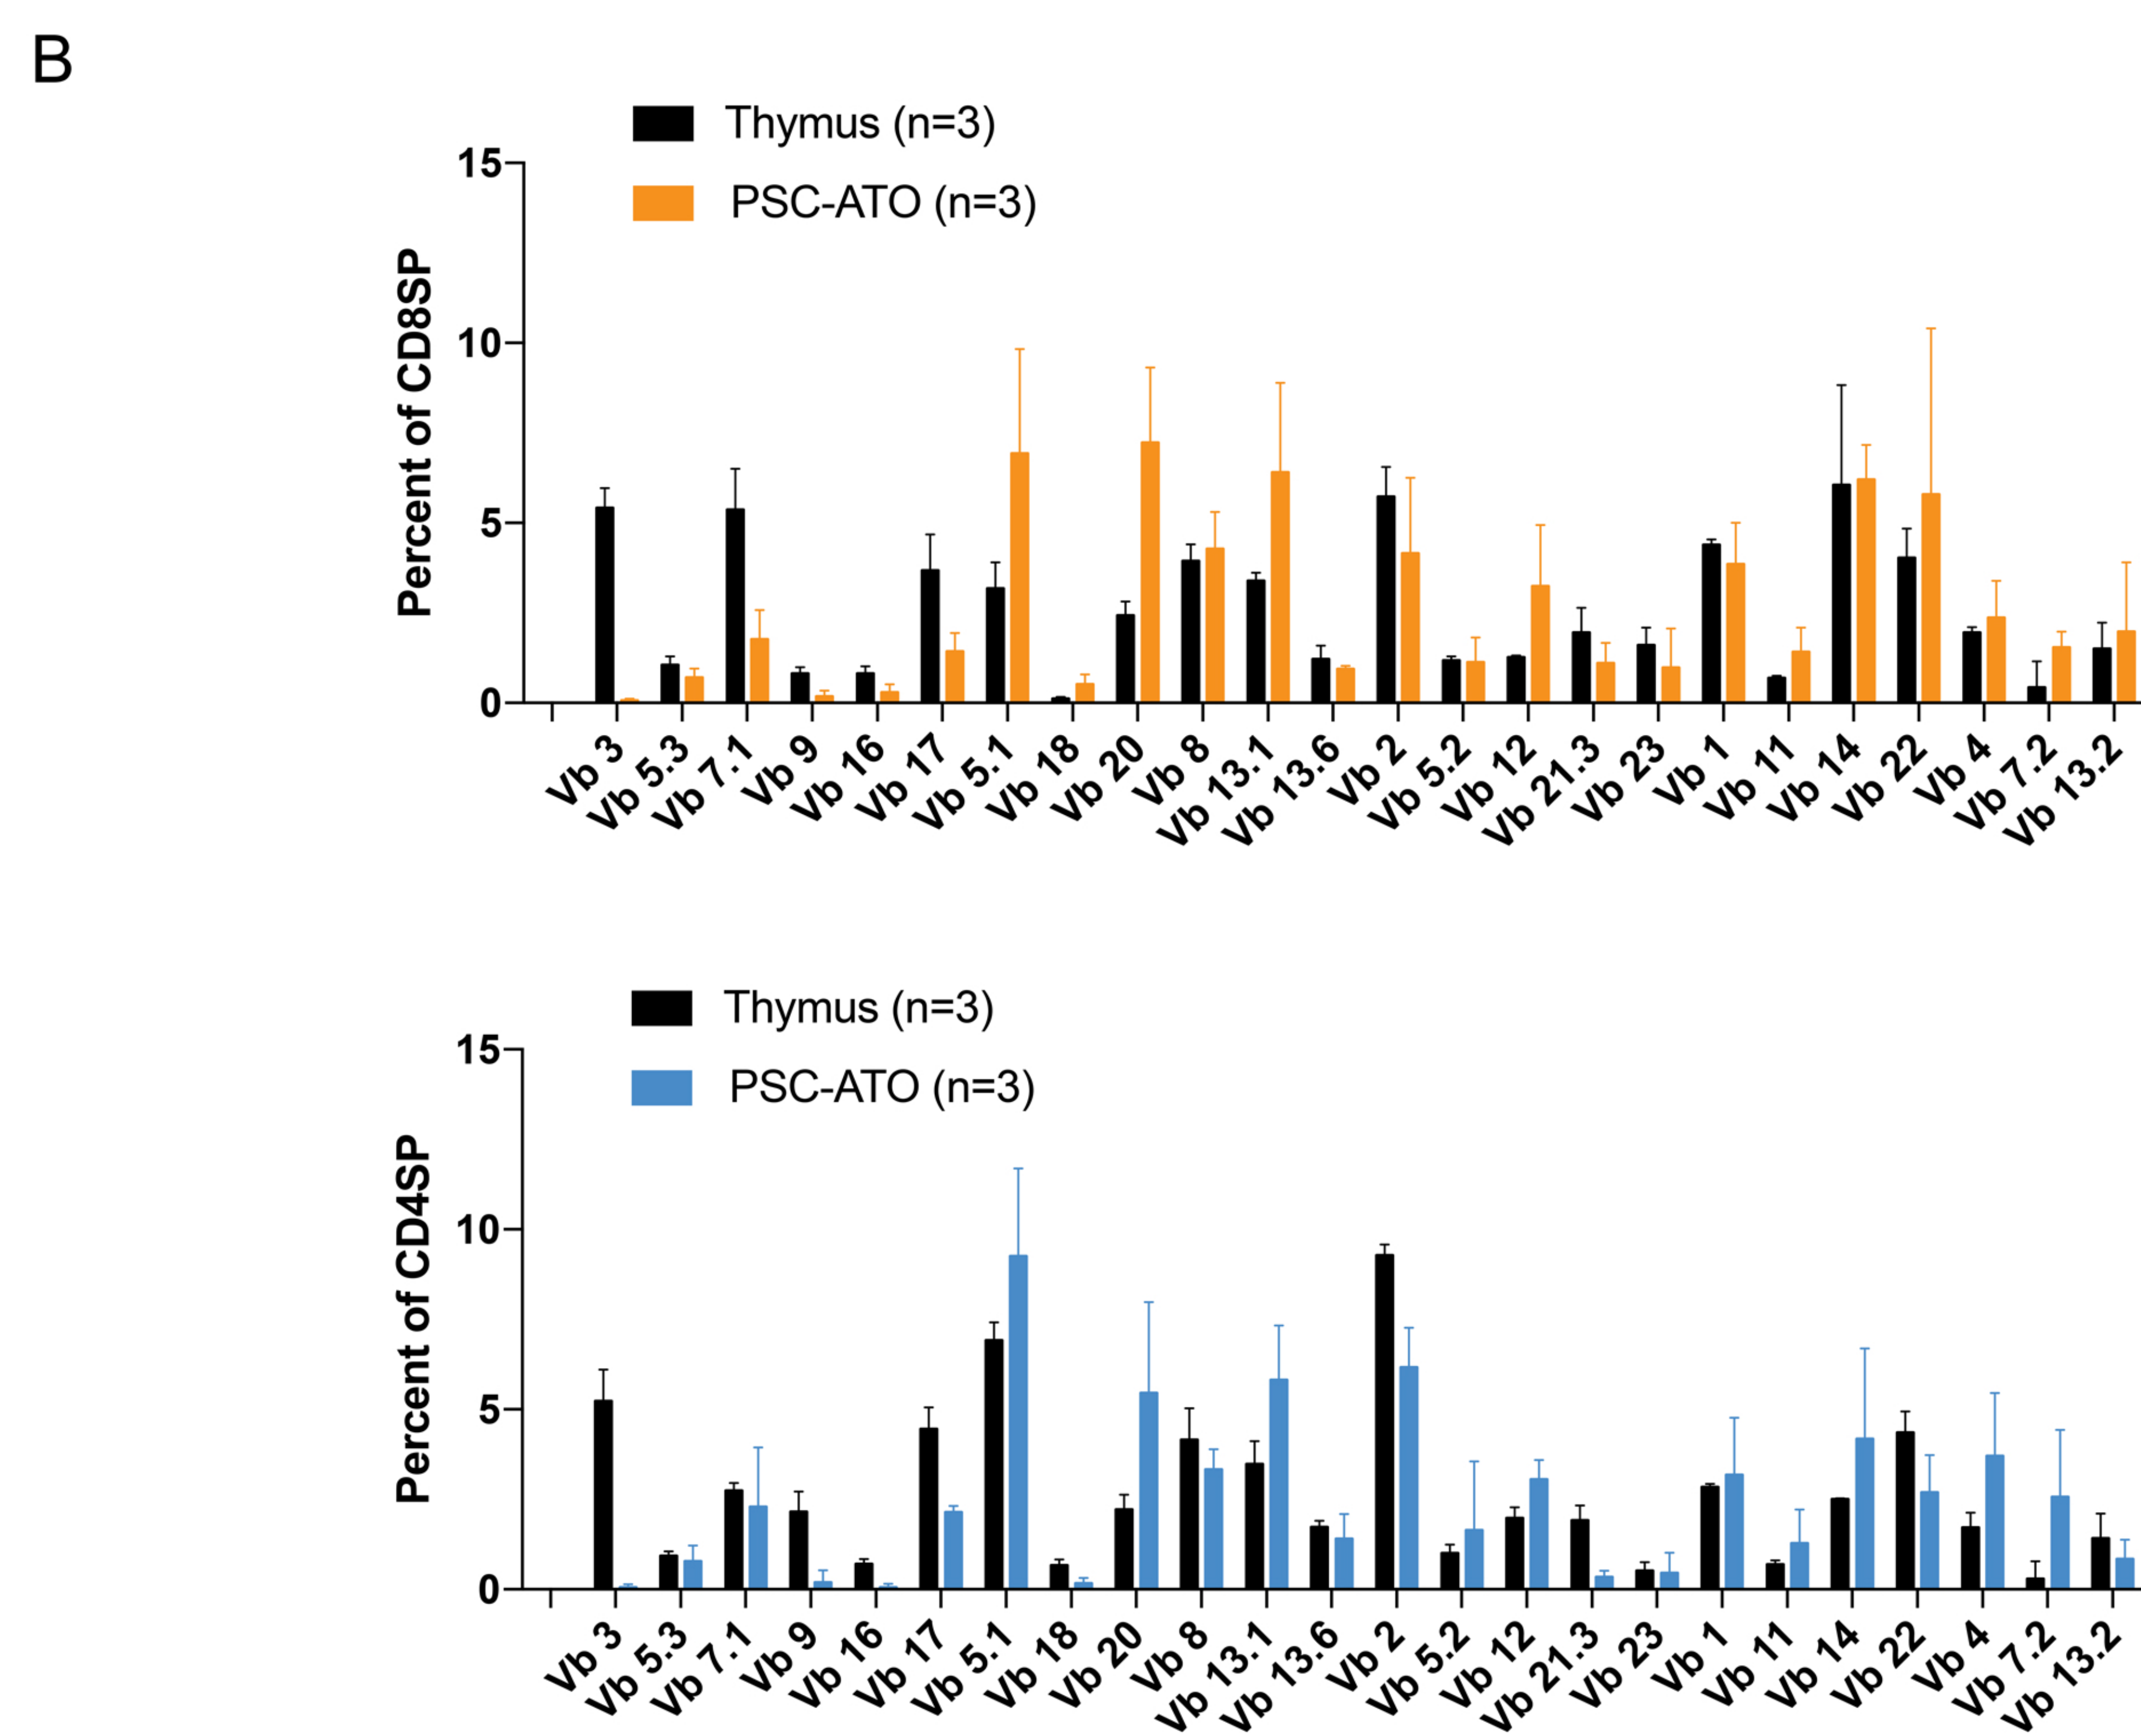 B
Thymus (n=3)
PSC-ATO (n=3)
Percent of CD8SP
15
10
5
0
Vb 3
Vb 5.3
Vb 7.1
Vb 9
Vb 16
Vb 17
Vb 5.1
Vb 18
Vb 20
Vb 8
Vb 13.1
Vb 13.6
Vb 2
Vb 5.2
Vb 12
Vb 21.3
Vb 23
Vb 1
Vb 11
Vb 14
Vb 22
Vb 4
Vb 7.2
Vb 13.2
Thymus (n=3)
PSC-ATO (n=3)
Percent of CD4SP
15
10
5
0
Vb 3
Vb 5.3
Vb 7.1
Vb 9
Vb 16
Vb 17
Vb 5.1
Vb 18
Vb 20
Vb 8
Vb 13.1
Vb 13.6
Vb 2
Vb 5.2
Vb 12
Vb 21.3
Vb 23
Vb 1
Vb 11
Vb 14
Vb 22
Vb 4
Vb 7.2
Vb 13.2